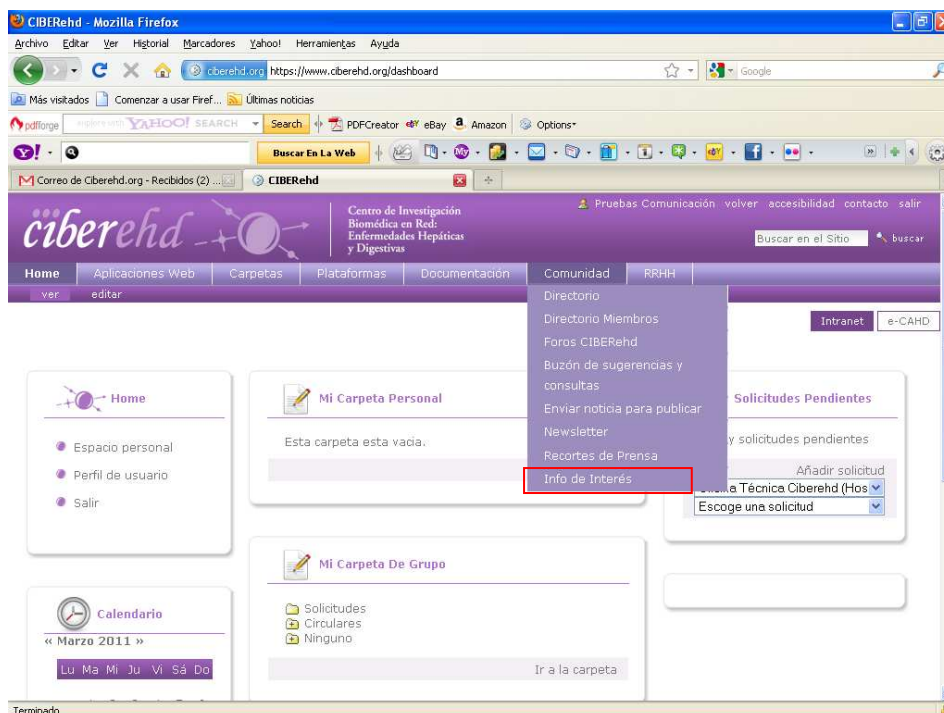 CIBERehd - Mozilla Firefox
Archivo Editar Ver Historial Marcadores Yahoo! Herramientas Ayuda
ciberehd.org https://www.ciberehd.org/dashboard Google
Más visitados Comenzar a usar Firef... Últimas noticias
pdfforge YAHOO! SEARCH Search PDFCreator eBay Amazon Options
Buscar En La Web
Correo de Ciberehd.org - Recibidos (2) ... CIBERehd
Pruebas Comunicación volver accesibilidad contacto salir
ciberehd
Centro de Investigación
Biomédica en Red:
Enfermedades Hepáticas
y Digestivas
Buscar en el Sitio buscar
Home Aplicaciones Web Carpetas Plataformas Documentación Comunidad RRHH
ver editar
Directorio
Directorio Miembros
Foros CIBERehd
Buzón de sugerencias y
consultas
Enviar noticia para publicar
Newsletter
Recortes de Prensa
Info de Interés
Intranet e-CAHD
Home
Espacio personal
Perfil de usuario
Salir
Mi Carpeta Personal
Esta carpeta esta vacia.
Solicitudes Pendientes
y solicitudes pendientes
Añadir solicitud
Técnica Ciberehd (Hos
Escoge una solicitud
Mi Carpeta De Grupo
Solicitudes
Circulares
Ninguno
Ir a la carpeta
Calendario
« Marzo 2011 »
Lu Ma Mi Ju Vi Sá Do
Terminado